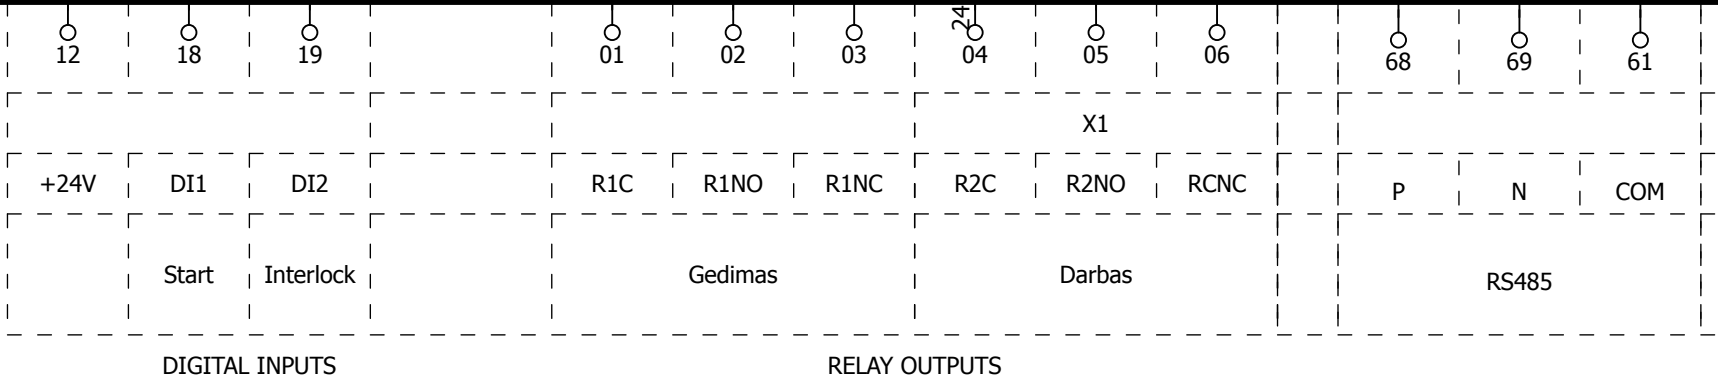 24
12 18 19 01 02 03 04 05 06 68 69 61
X1
+24V DI1 DI2 R1C R1NO R1NC R2C R2NO RCNC P N COM
Start Interlock Gedimas Darbas RS485
DIGITAL INPUTS RELAY OUTPUTS